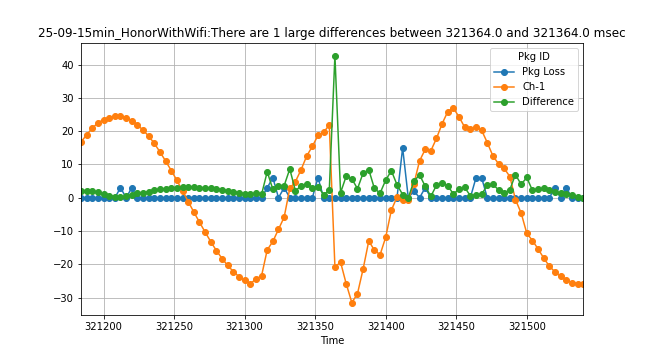 25-09-15min_HonorWithWifi:There are 1 large differences between 321364.0 and 321364.0 msec
Pkg ID
Pkg Loss
Ch-1
Difference
40
30
20
10
0
−10
−20
−30
321200 321250 321300 321350 321400 321450 321500
Time